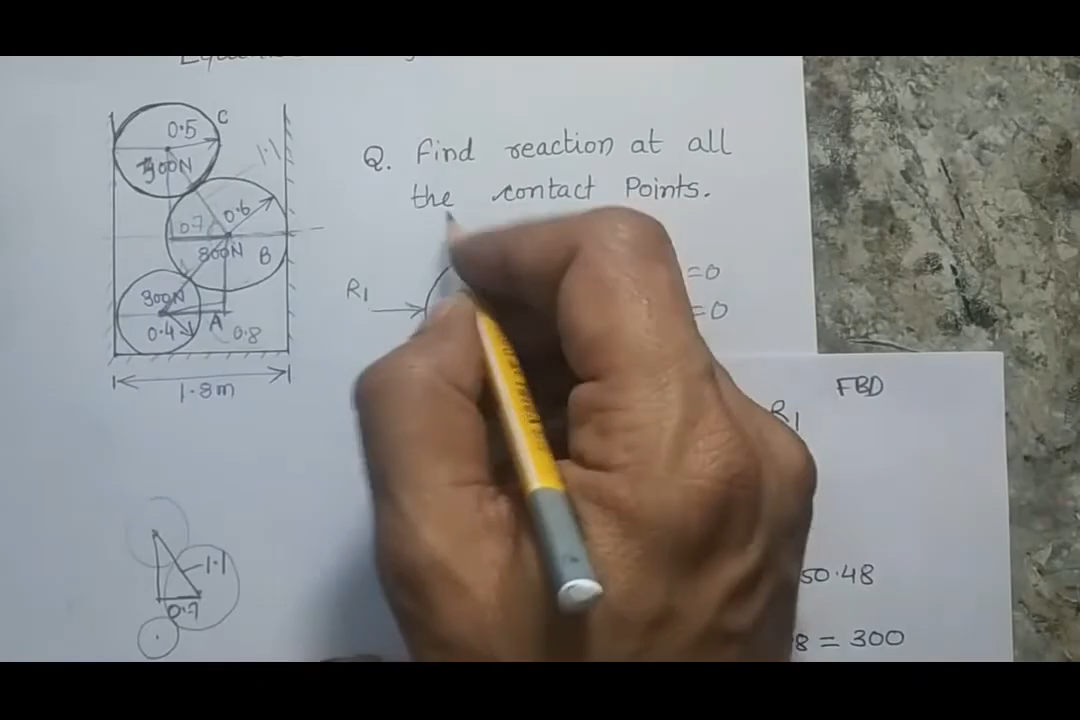 C
0.5
1.1
Q. Find reaction at all
the contact Points.
0.6
0.7
800N
B
=0
300N
R1
=0
0.4
A
0.8
1.8m
FBD
R1
1.1
50.48
0.7
8 = 300